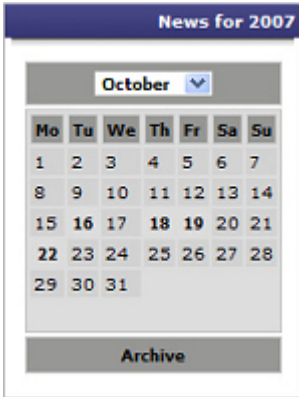 News for 2007
October
Mo Tu We Th Fr Sa Su
1 2 3 4 5 6 7
8 9 10 11 12 13 14
15 16 17 18 19 20 21
22 23 24 25 26 27 28
29 30 31
Archive